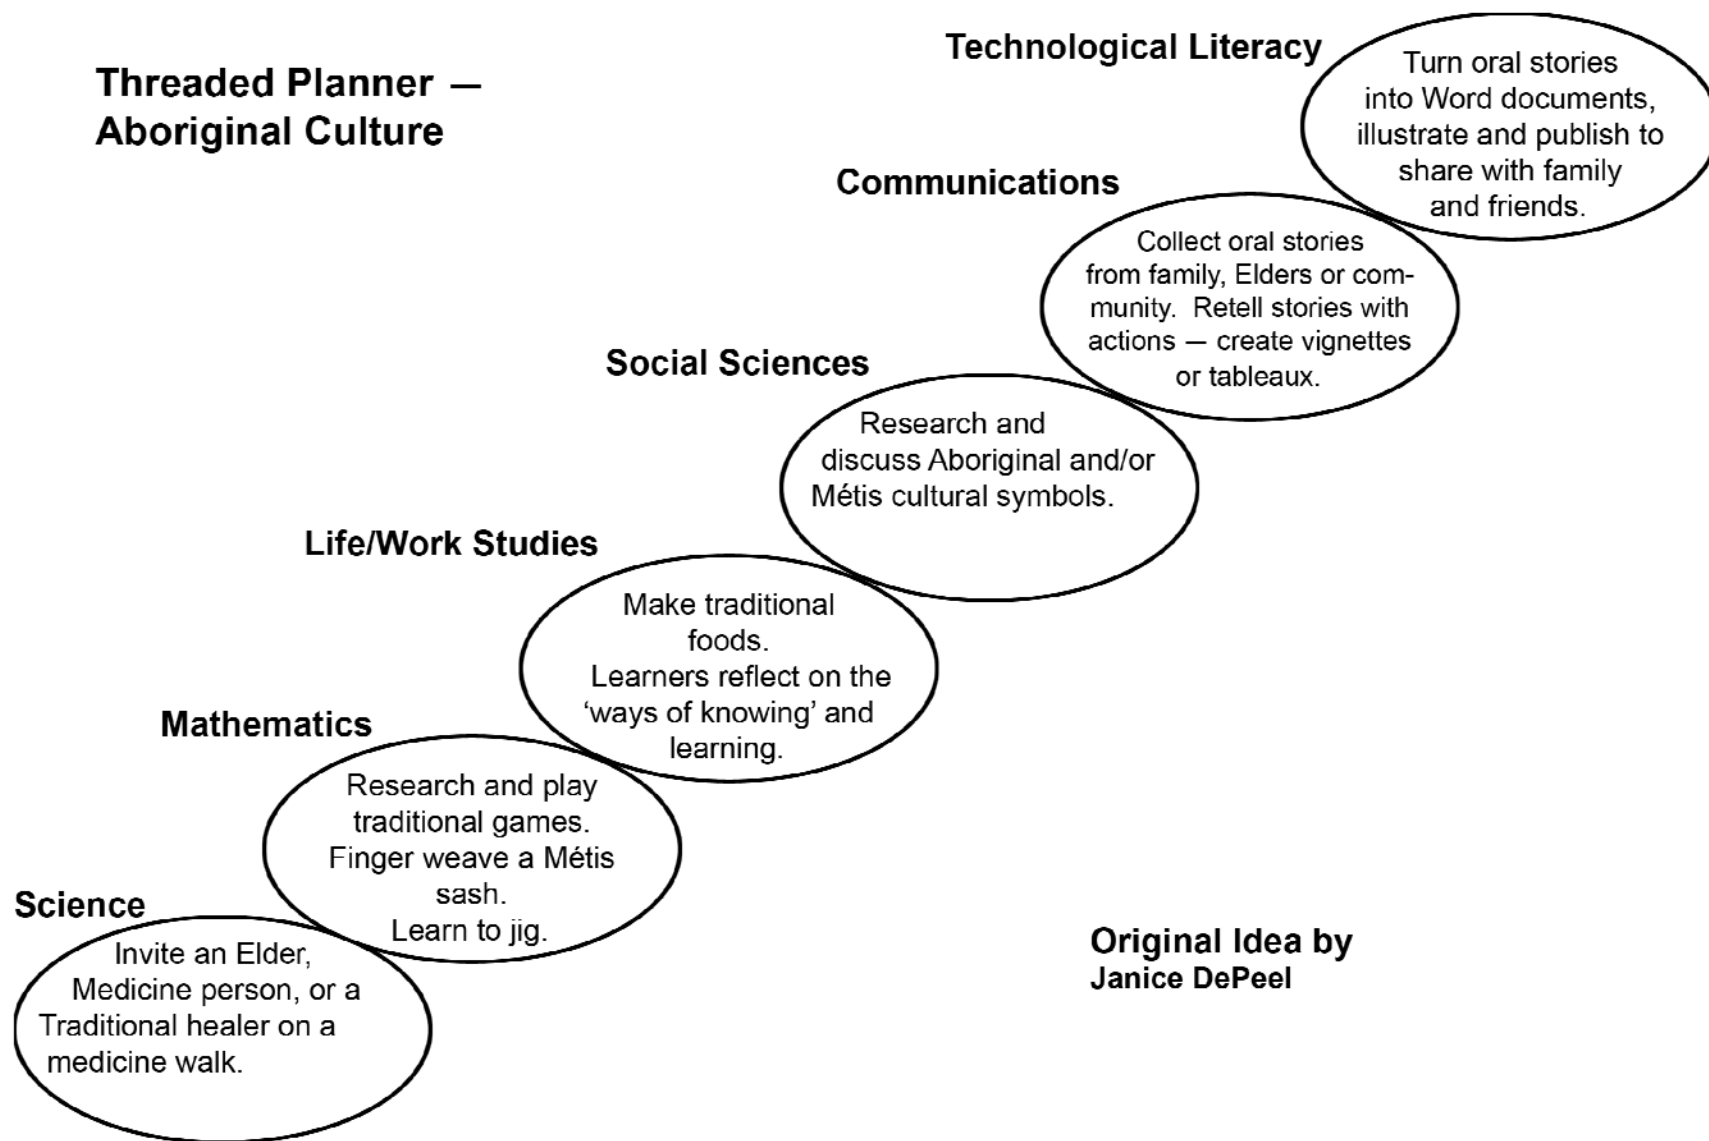 Threaded Planner —
Aboriginal Culture
Technological Literacy
Turn oral stories
into Word documents,
illustrate and publish to
share with family
and friends.
Communications
Collect oral stories
from family, Elders or com-
munity.  Retell stories with
actions — create vignettes
or tableaux.
Social Sciences
Research and
discuss Aboriginal and/or
Métis cultural symbols.
Life/Work Studies
Make traditional
foods.
Learners reflect on the
‘ways of knowing’ and
learning.
Mathematics
Research and play
traditional games.
Finger weave a Métis
sash.
Learn to jig.
Science
Invite an Elder,
Medicine person, or a
Traditional healer on a
medicine walk.
Original Idea by
Janice DePeel